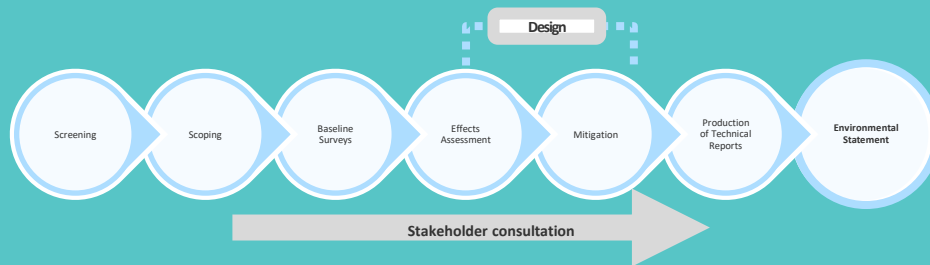 Design
Screening
Scoping
Baseline
Surveys
Effects
Assessment
Mitigation
Production
of Technical
Reports
Environmental
Statement
Stakeholder consultation